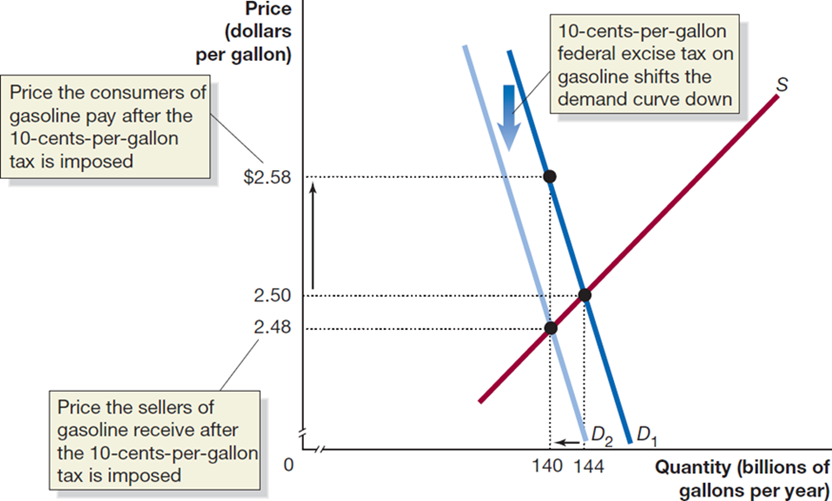 Price
(dollars
per gallon)
10-cents-per-gallon
federal excise tax on
gasoline shifts the
demand curve down
Price the consumers of
gasoline pay after the
10-cents-per-gallon
tax is imposed
S
$2.58
2.50
2.48
Price the sellers of
gasoline receive after
the 10-cents-per-gallon
tax is imposed
D2 D1
0
140 144
Quantity (billions of
gallons per year)